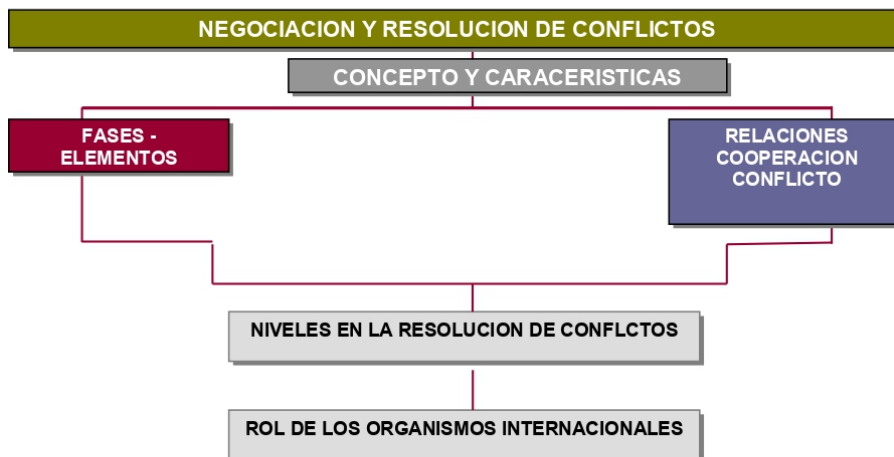 NEGOCIACION Y RESOLUCION DE CONFLICTOS
CONCEPTO Y CARACERISTICAS
FASES -
ELEMENTOS
RELACIONES
COOPERACION
CONFLICTO
NIVELES EN LA RESOLUCION DE CONFLCTOS
ROL DE LOS ORGANISMOS INTERNACIONALES